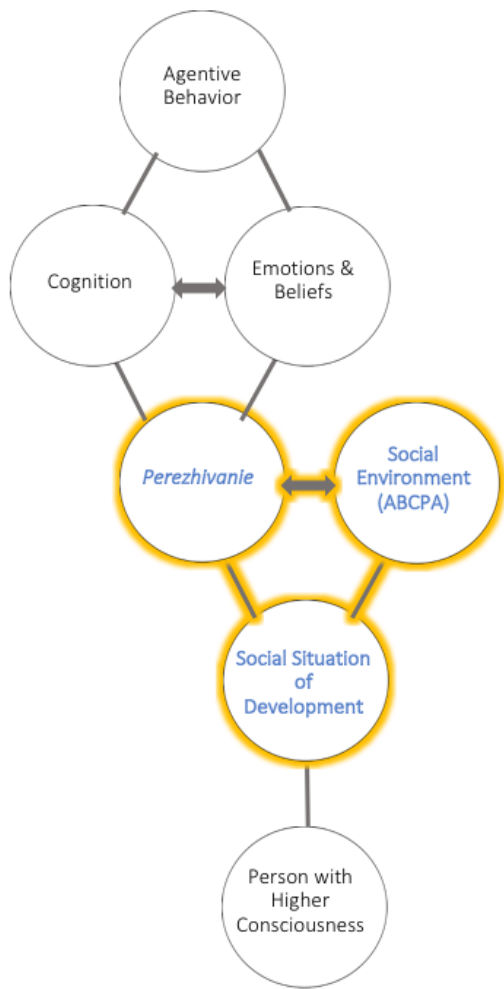 Agentive
Behavior
Cognition
Emotions &
Beliefs
Perezhivanie
Social
Environment
(ABCPA)
Social Situation
of
Development
Person with
Higher
Consciousness